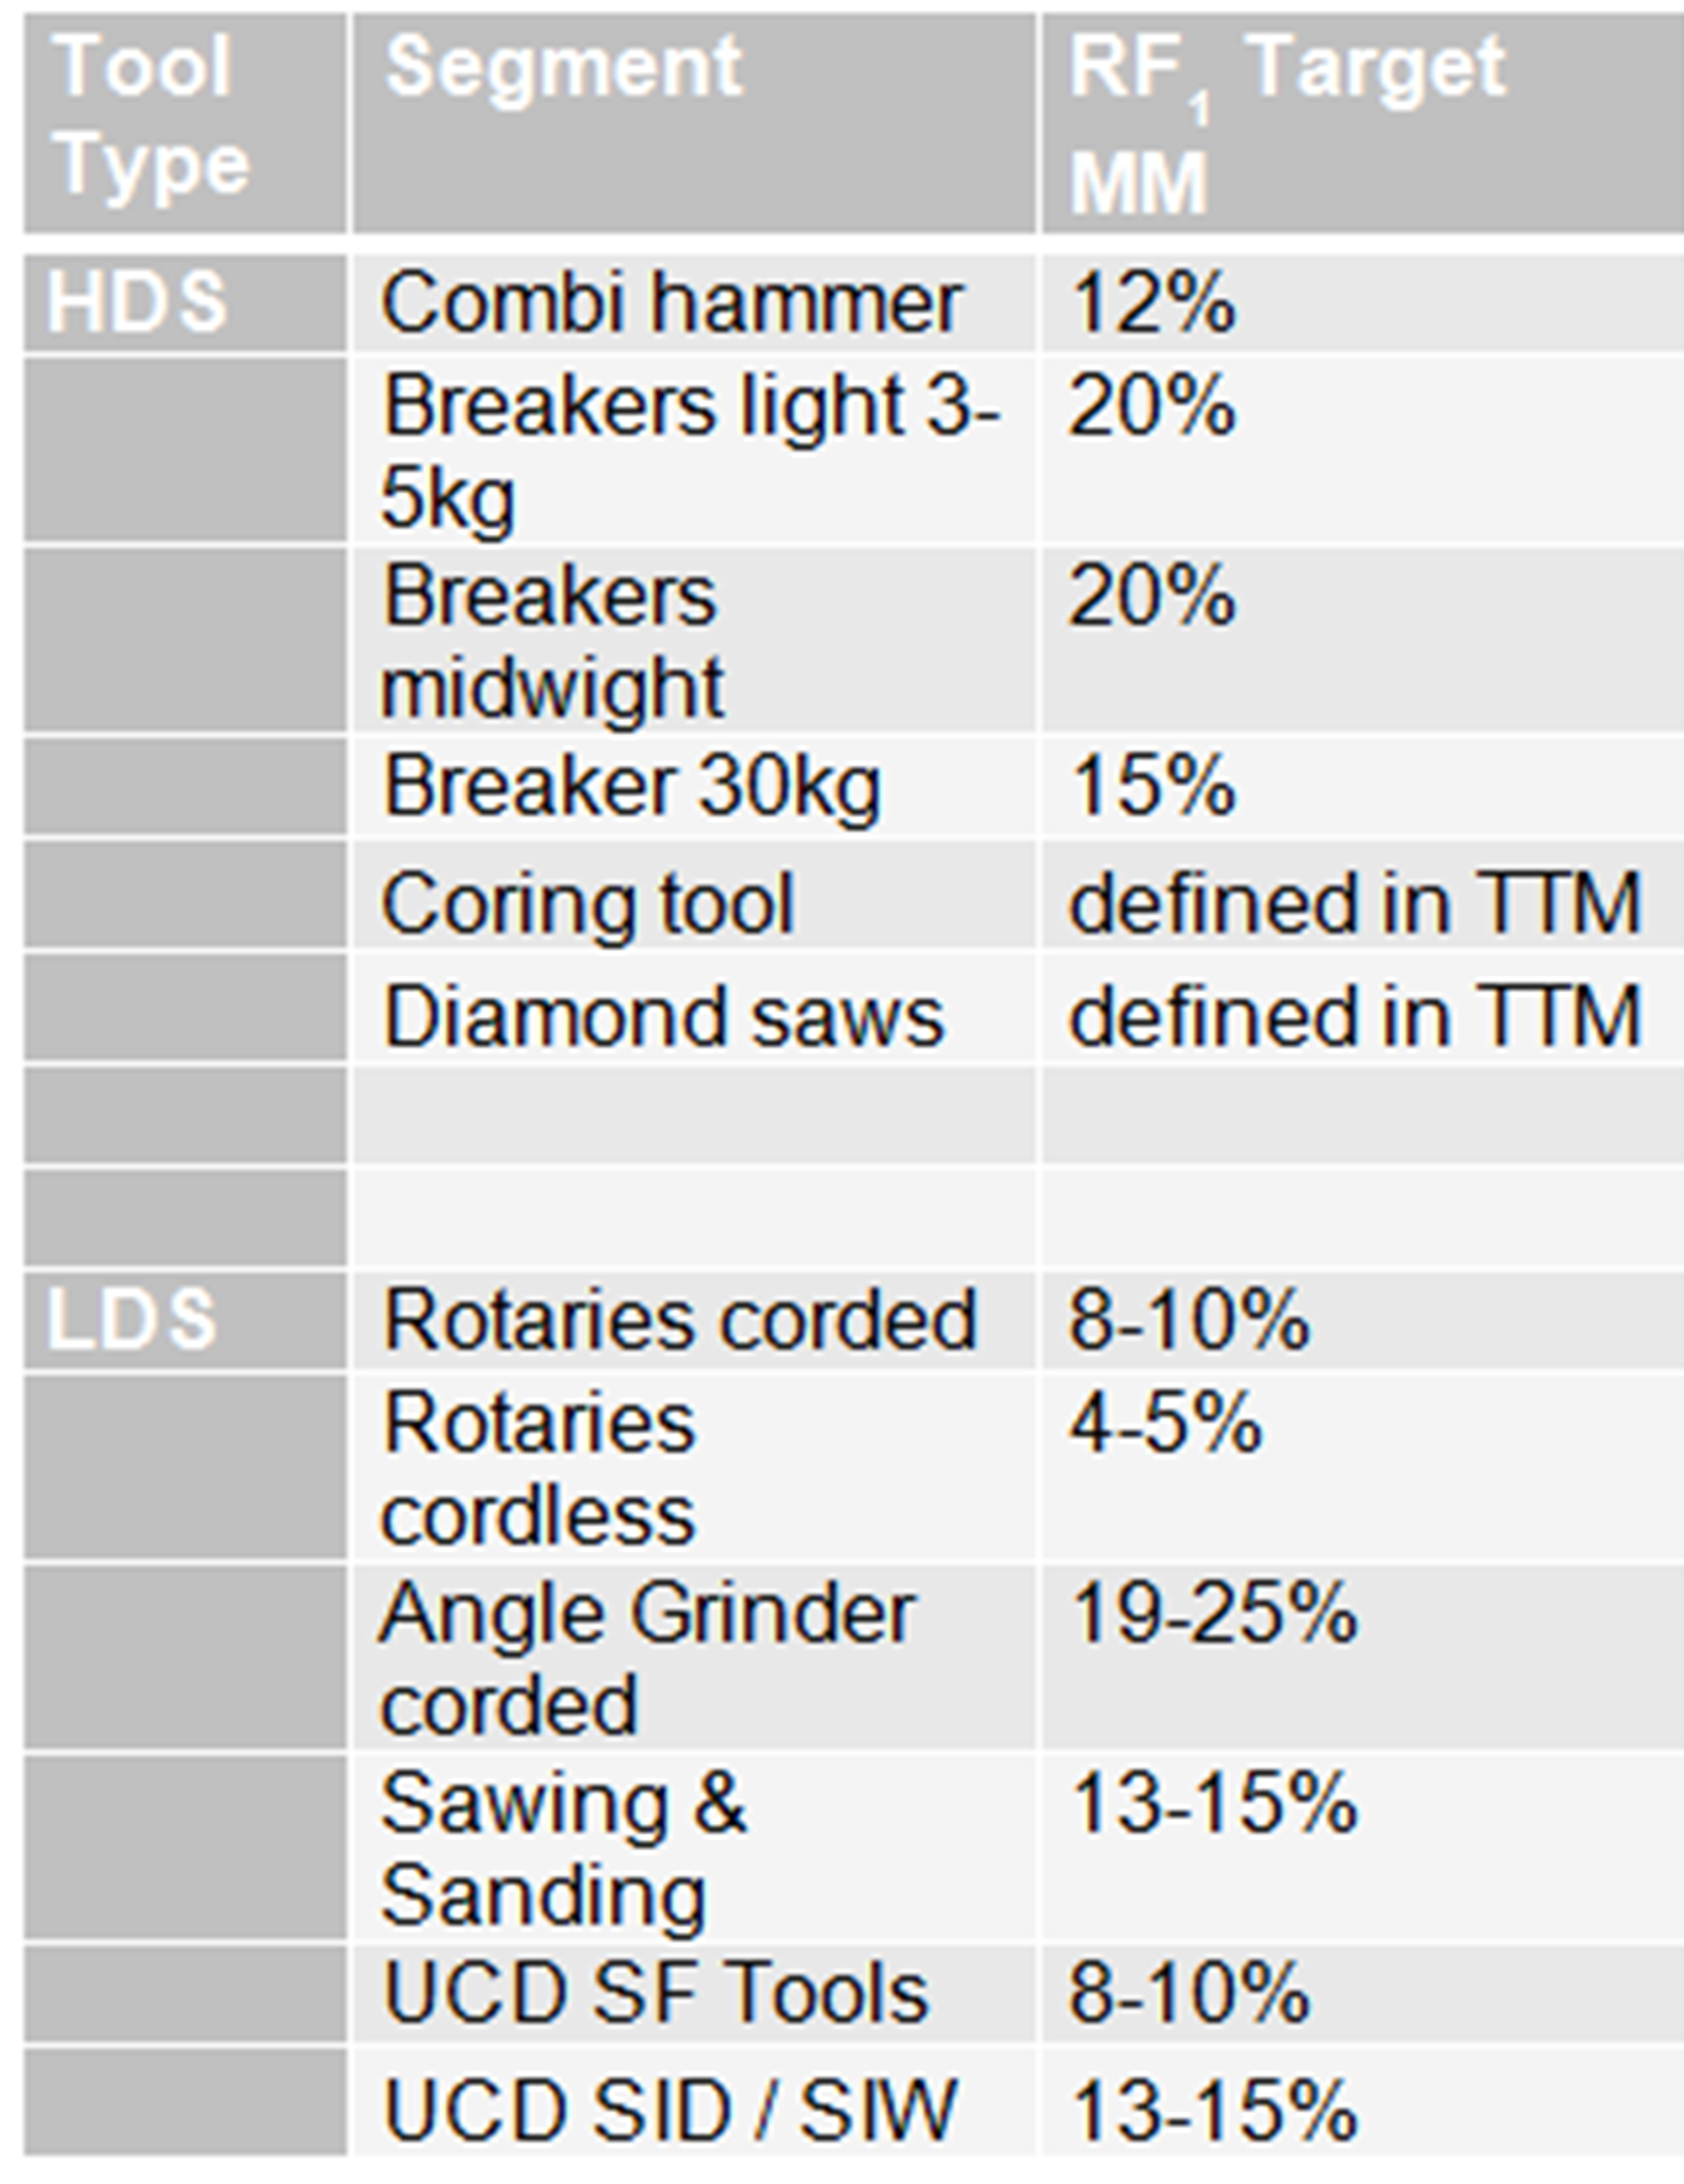 Tool Type
Segment
RF1 Target MM
HDS
Combi hammer
12%
Breakers light 3-
5kg
20%
Breakers
midwight
20%
Breaker 30kg
15%
Coring tool
defined in TTM
Diamond saws
defined in TTM
LDS
Rotaries corded
8-10%
Rotaries
cordless
4-5%
Angle Grinder
corded
19-25%
Sawing &
Sanding
13-15%
UCD SF Tools
8-10%
UCD SID / SIW
13-15%